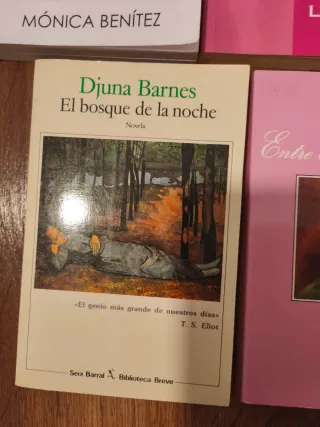 MÓNICA BENÍTEZ
L
Djuna Barnes
El bosque de la noche
Novela
Entre
«El genio más grande de nuestros días»
T. S. Eliot
Seix Barral Biblioteca Breve